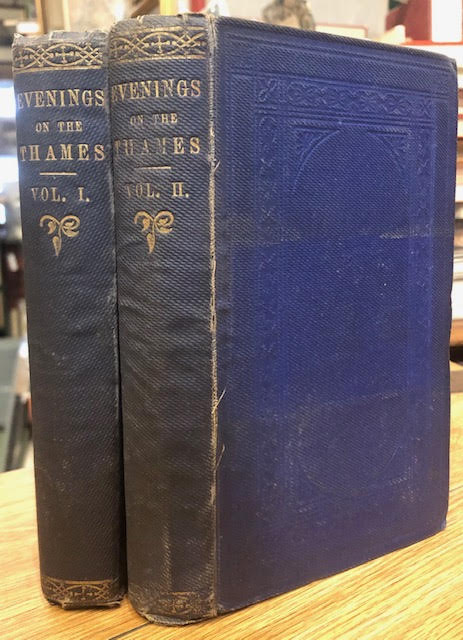 EVENINGS
ON THE
THAMES
VOL. I.
EVENINGS
ON THE
THAMES
VOL. II.